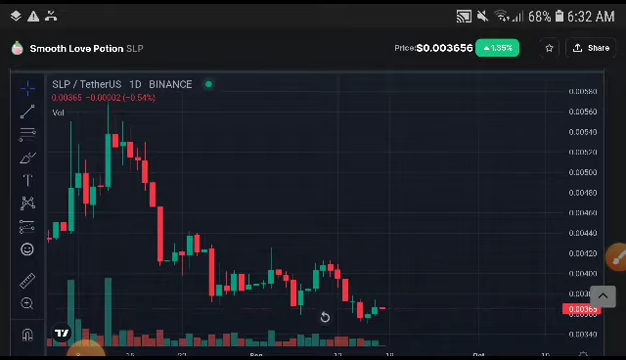 68% 6:32 AM
Smooth Love Potion SLP
Price: $0.003656 1.35% Share
SLP / TetherUS 1D BINANCE
0.00365 −0.00002 (−0.54%)
Vol
0.00580
0.00560
0.00540
0.00520
0.00500
0.00480
0.00460
0.00440
0.00420
0.00400
0.00380
0.00365
0.00340